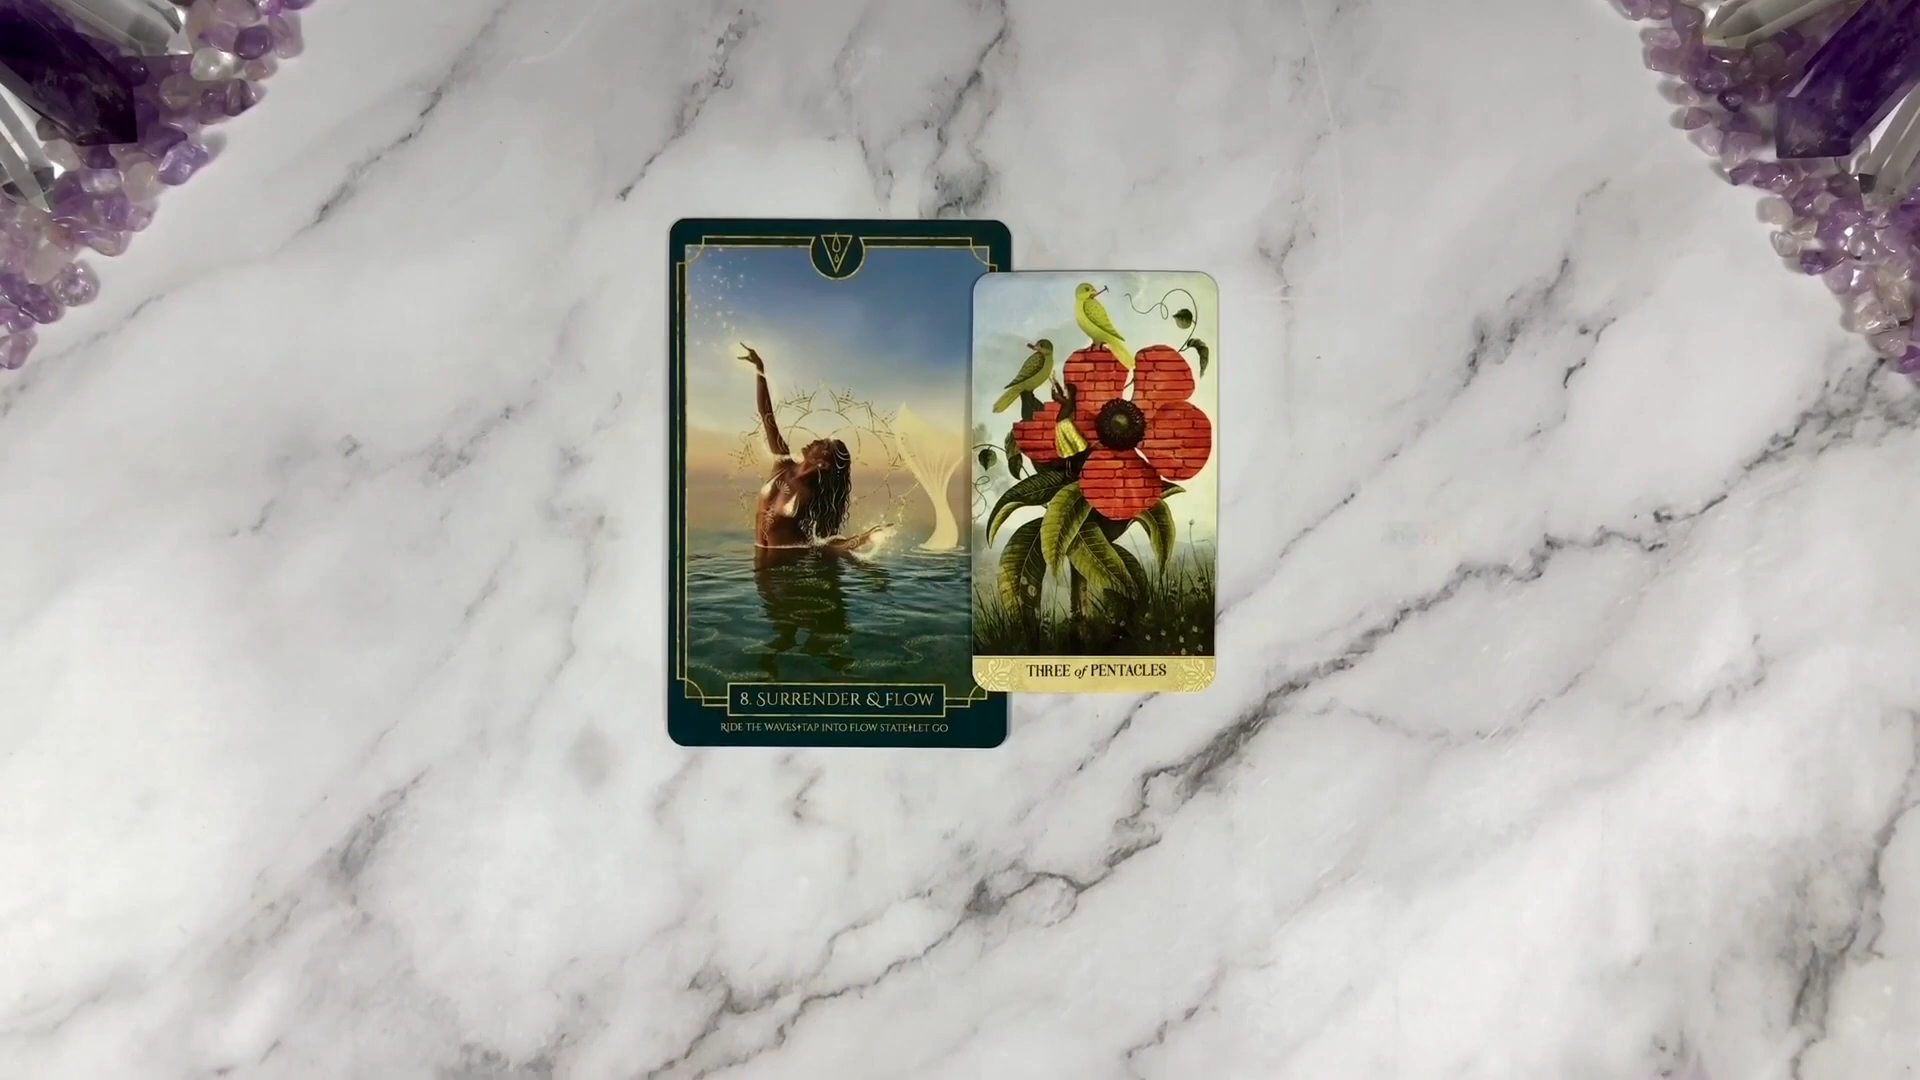 8. SURRENDER & FLOW
RIDE THE WAVES+TAP INTO FLOW STATE+LET GO
THREE of PENTACLES